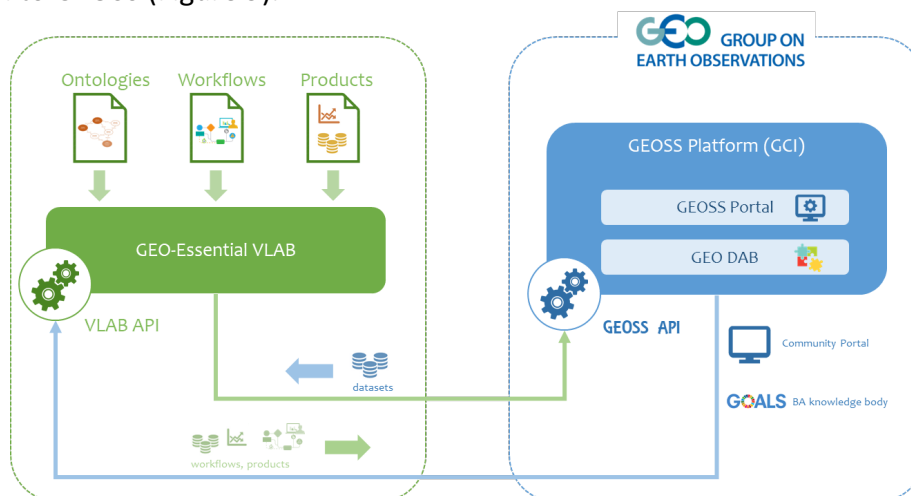 GEO GROUP ON
EARTH OBSERVATIONS
Ontologies Workflows Products
GEOSS Platform (GCI)
GEOSS Portal
GEO-Essential VLAB
GEO DAB
VLAB API
GEOSS API
Community Portal
datasets
GOALS BA knowledge body
workflows, products